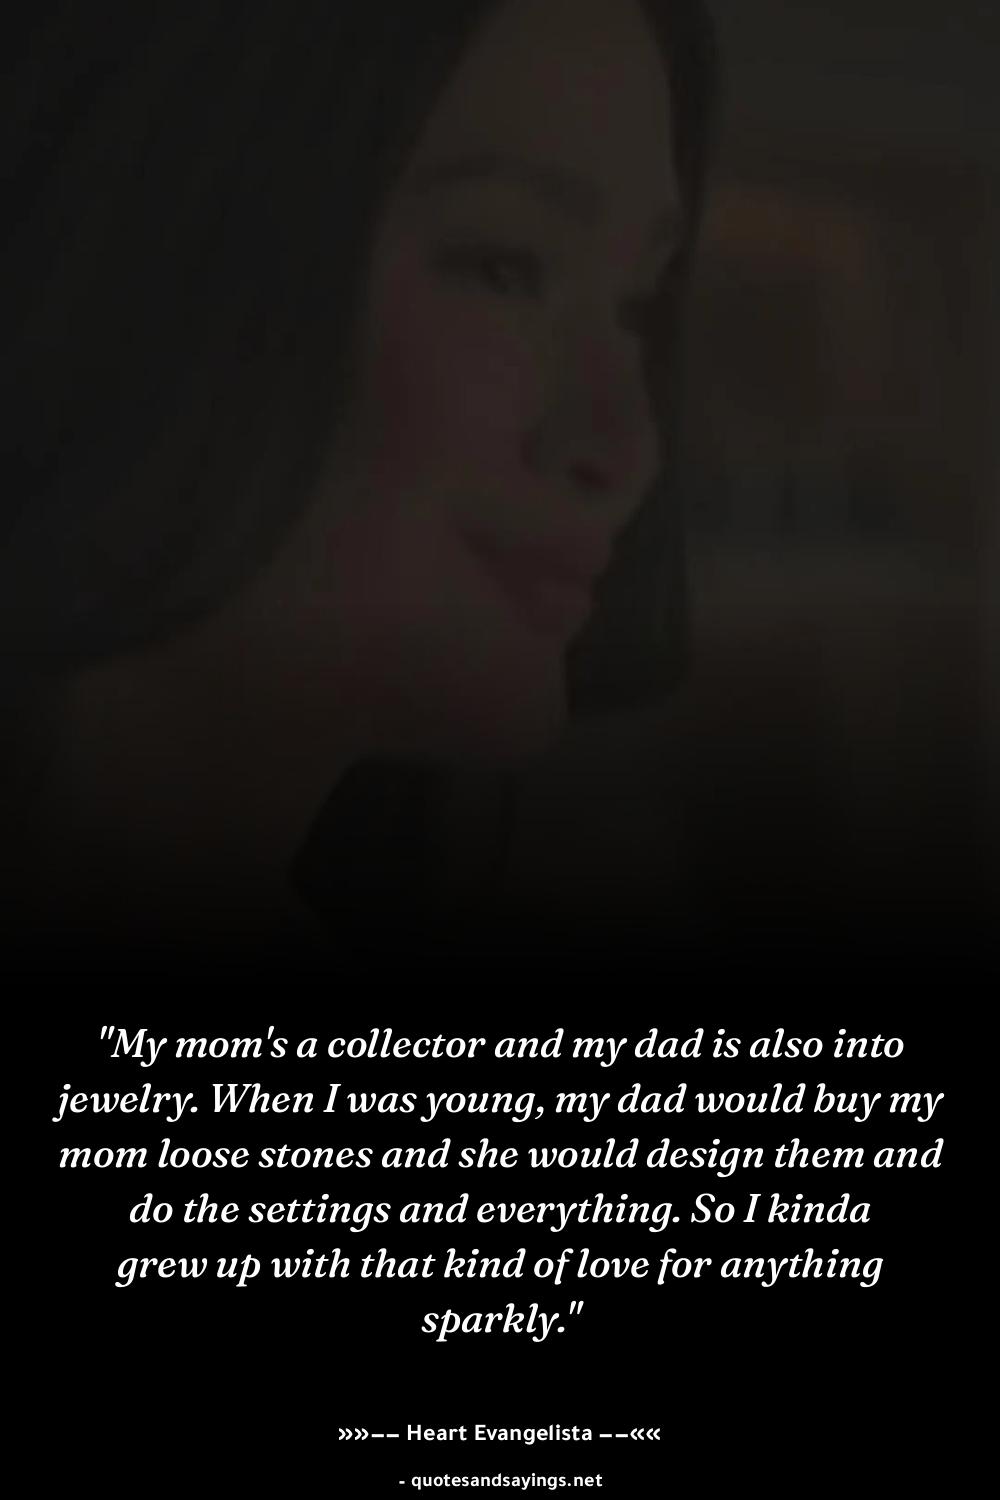 "My mom's a collector and my dad is also into
jewelry. When I was young, my dad would buy my
mom loose stones and she would design them and
do the settings and everything. So I kinda
grew up with that kind of love for anything
sparkly."
»»−− Heart Evangelista −−««
- quotesandsayings.net